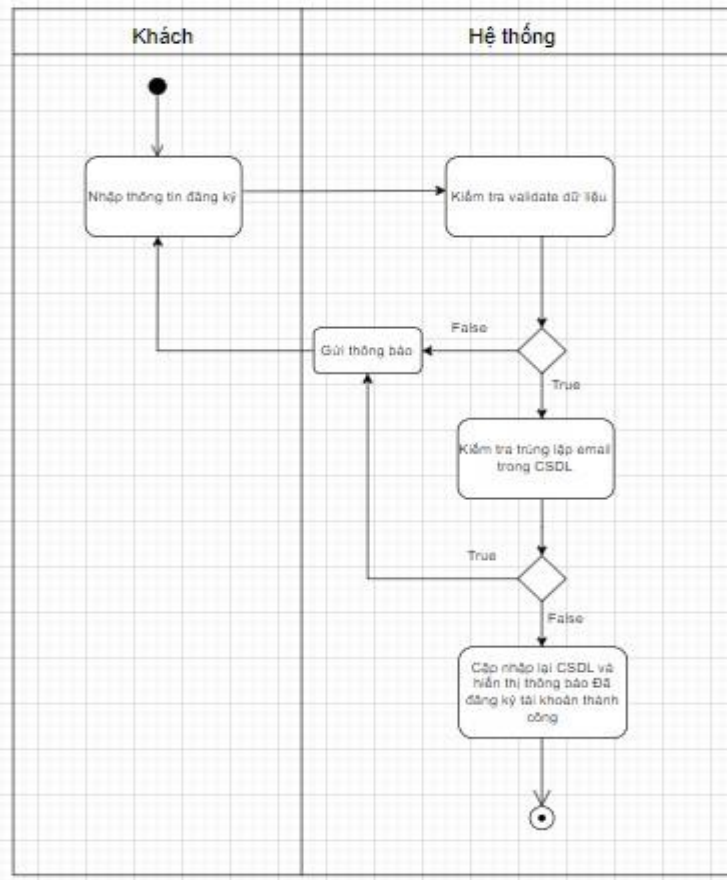 Khách
Hệ thống
Nhập thông tin đăng ký
Kiểm tra validate dữ liệu
False
Gửi thông báo
True
Kiểm tra trùng lặp email
trong CSDL
True
False
Cập nhập lại CSDL và
hiển thị thông báo Đã
đăng ký tài khoản thành
công